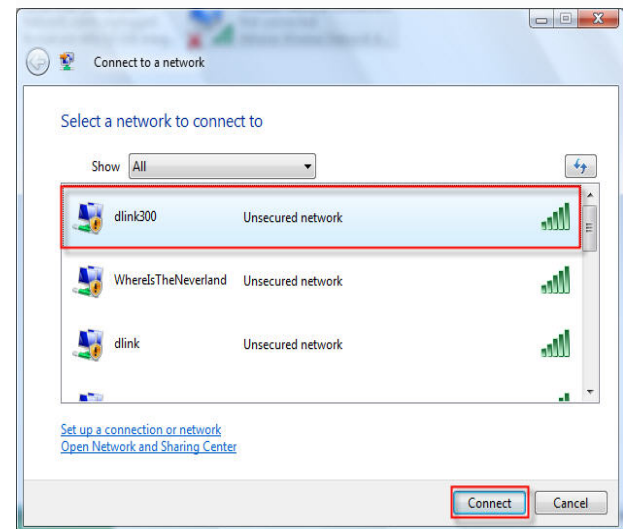 Connect to a network
Select a network to connect to
Show All
dlink300 Unsecured network
WhereIsTheNeverland Unsecured network
dlink Unsecured network
Set up a connection or network
Open Network and Sharing Center
Connect Cancel